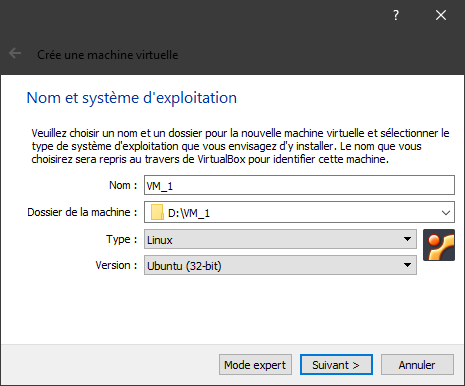 ?
Crée une machine virtuelle
Nom et système d'exploitation
Veuillez choisir un nom et un dossier pour la nouvelle machine virtuelle et sélectionner le
type de système d'exploitation que vous envisagez d'y installer. Le nom que vous
choisirez sera repris au travers de VirtualBox pour identifier cette machine.
Nom : VM_1
Dossier de la machine : D:\VM_1
Type : Linux
Version : Ubuntu (32-bit)
Mode expert Suivant > Annuler